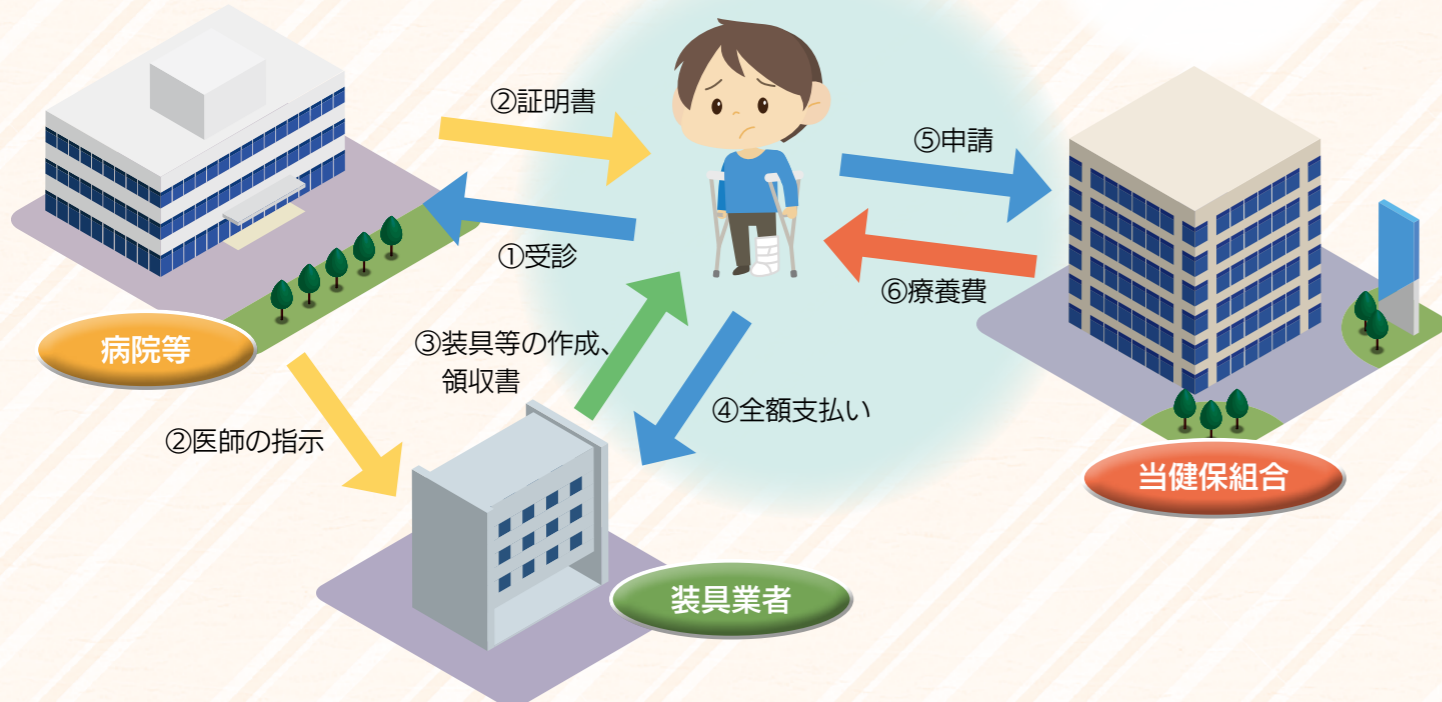 ②証明書
①受診
病院等
②医師の指示
③装具等の作成、
領収書
④全額支払い
装具業者
⑤申請
⑥療養費
当健保組合